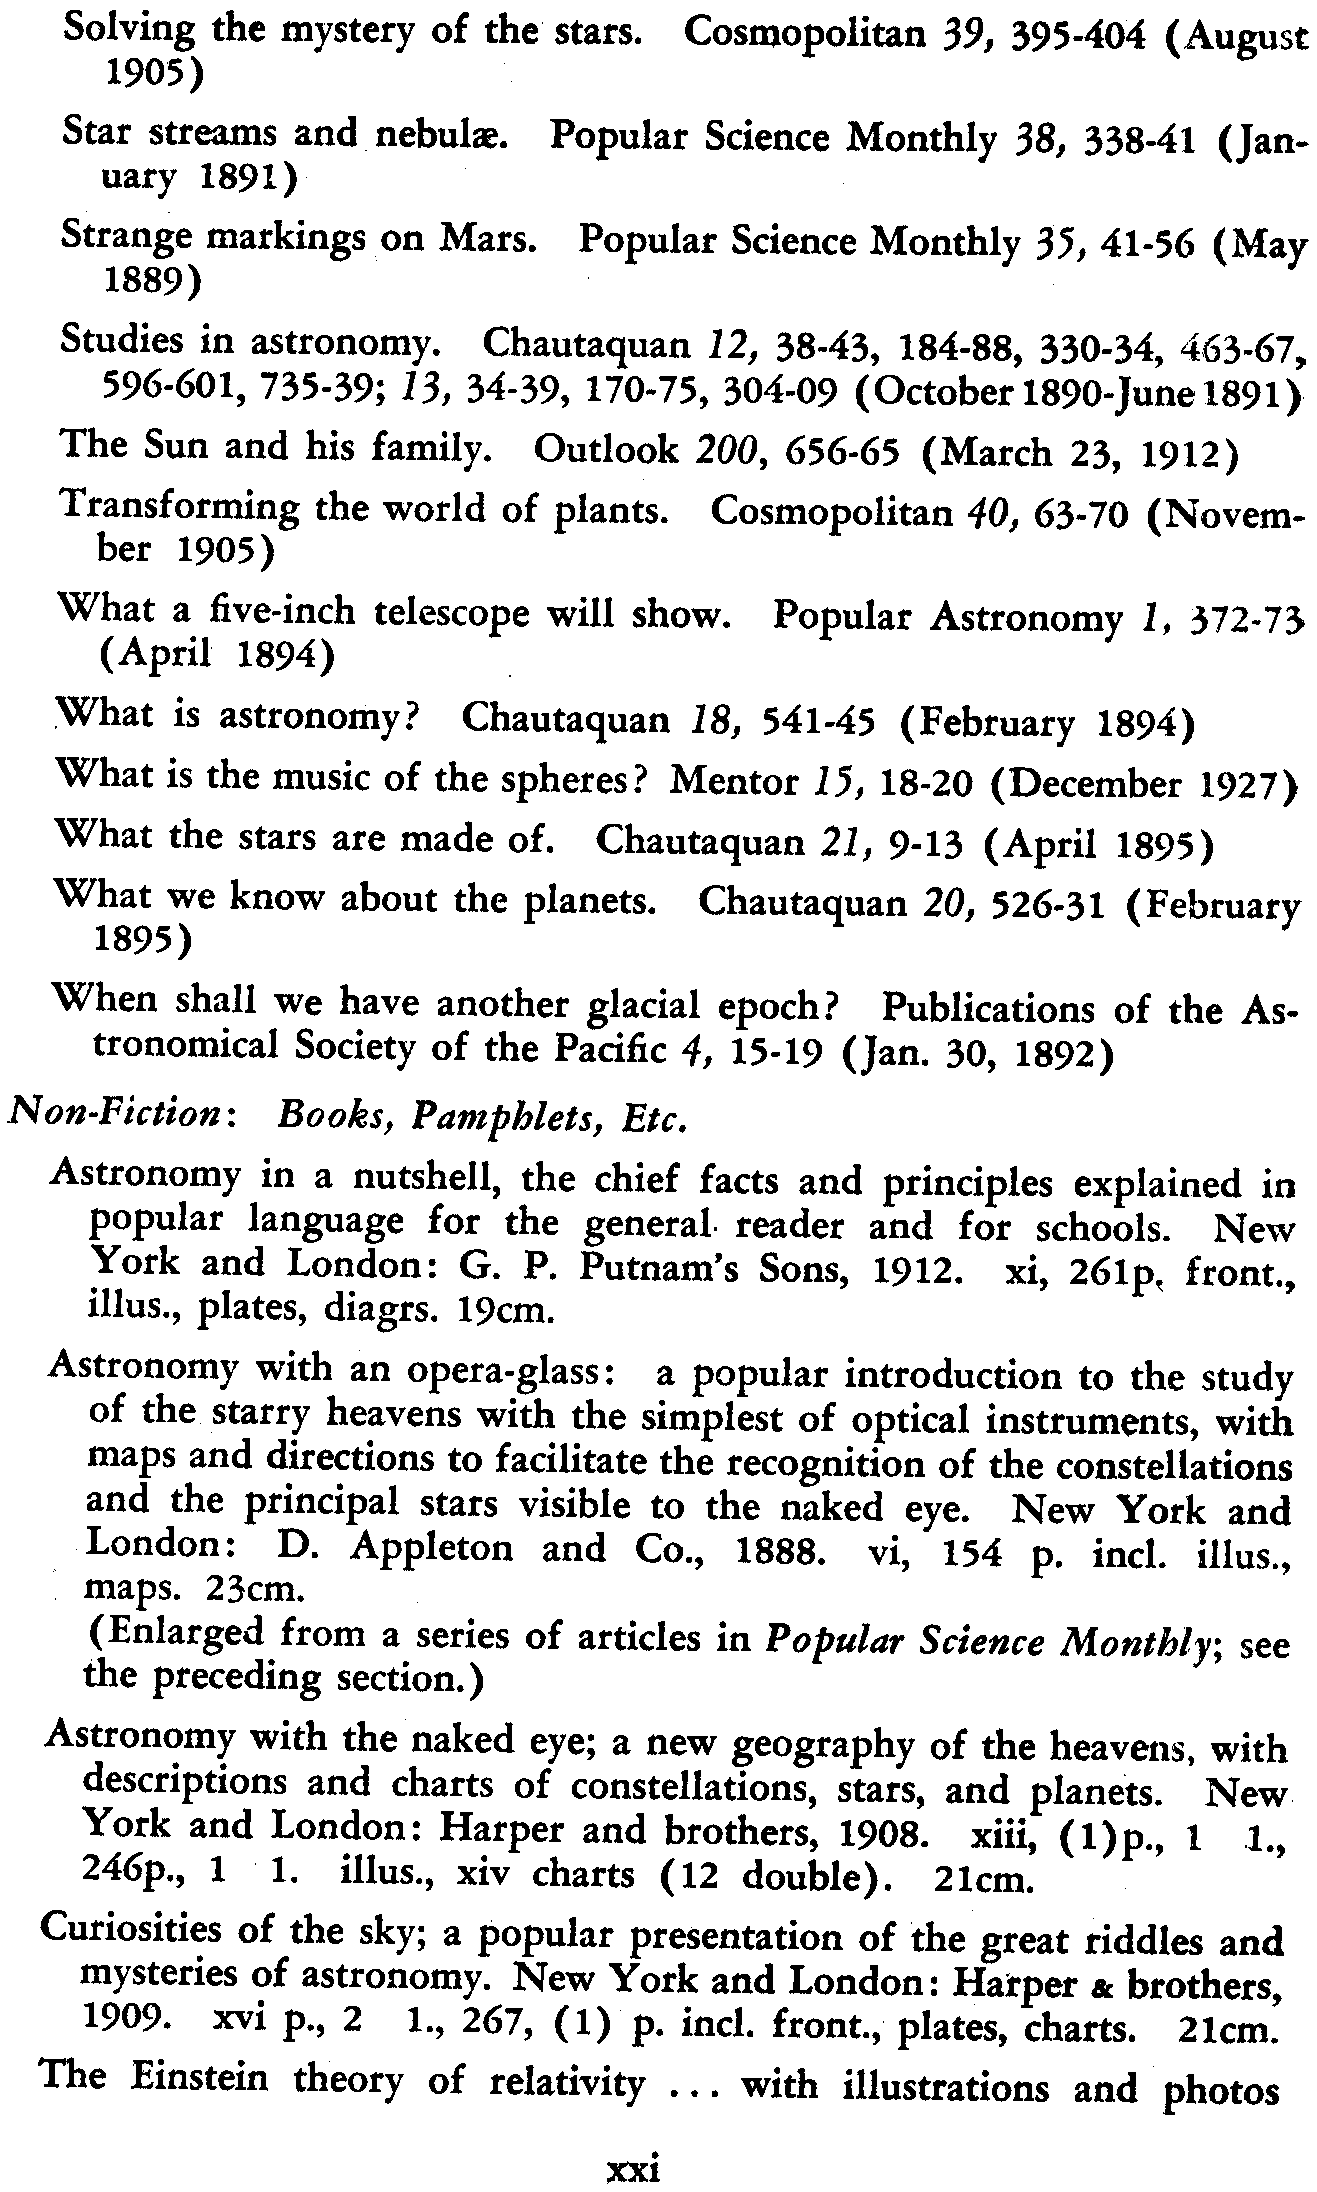 Solving the mystery of the stars. Cosmopolitan 39, 395-404 (August
1905)
Star streams and nebulæ. Popular Science Monthly 38, 338-41 (Jan-
uary 1891)
Strange markings on Mars. Popular Science Monthly 35, 41-56 (May
1889)
Studies in astronomy. Chautaquan 12, 38-43, 184-88, 330-34, 463-67,
596-601, 735-39; 13, 34-39, 170-75, 304-09 (October 1890-June 1891)
The Sun and his family. Outlook 200, 656-65 (March 23, 1912)
Transforming the world of plants. Cosmopolitan 40, 63-70 (Novem-
ber 1905)
What a five-inch telescope will show. Popular Astronomy 1, 372-73
(April 1894)
What is astronomy? Chautaquan 18, 541-45 (February 1894)
What is the music of the spheres? Mentor 15, 18-20 (December 1927)
What the stars are made of. Chautaquan 21, 9-13 (April 1895)
What we know about the planets. Chautaquan 20, 526-31 (February
1895)
When shall we have another glacial epoch? Publications of the As-
tronomical Society of the Pacific 4, 15-19 (Jan. 30, 1892)
Non-Fiction: Books, Pamphlets, Etc.
Astronomy in a nutshell, the chief facts and principles explained in
popular language for the general reader and for schools. New
York and London: G. P. Putnam's Sons, 1912. xi, 261p. front.,
illus., plates, diagrs. 19cm.
Astronomy with an opera-glass: a popular introduction to the study
of the starry heavens with the simplest of optical instruments, with
maps and directions to facilitate the recognition of the constellations
and the principal stars visible to the naked eye. New York and
London: D. Appleton and Co., 1888. vi, 154 p. incl. illus.,
maps. 23cm.
(Enlarged from a series of articles in Popular Science Monthly; see
the preceding section.)
Astronomy with the naked eye; a new geography of the heavens, with
descriptions and charts of constellations, stars, and planets. New
York and London: Harper and brothers, 1908. xiii, (1)p., 1 1.,
246p., 1 1. illus., xiv charts (12 double). 21cm.
Curiosities of the sky; a popular presentation of the great riddles and
mysteries of astronomy. New York and London: Harper & brothers,
1909. xvi p., 2 1., 267, (1) p. incl. front., plates, charts. 21cm.
The Einstein theory of relativity ... with illustrations and photos
xxi